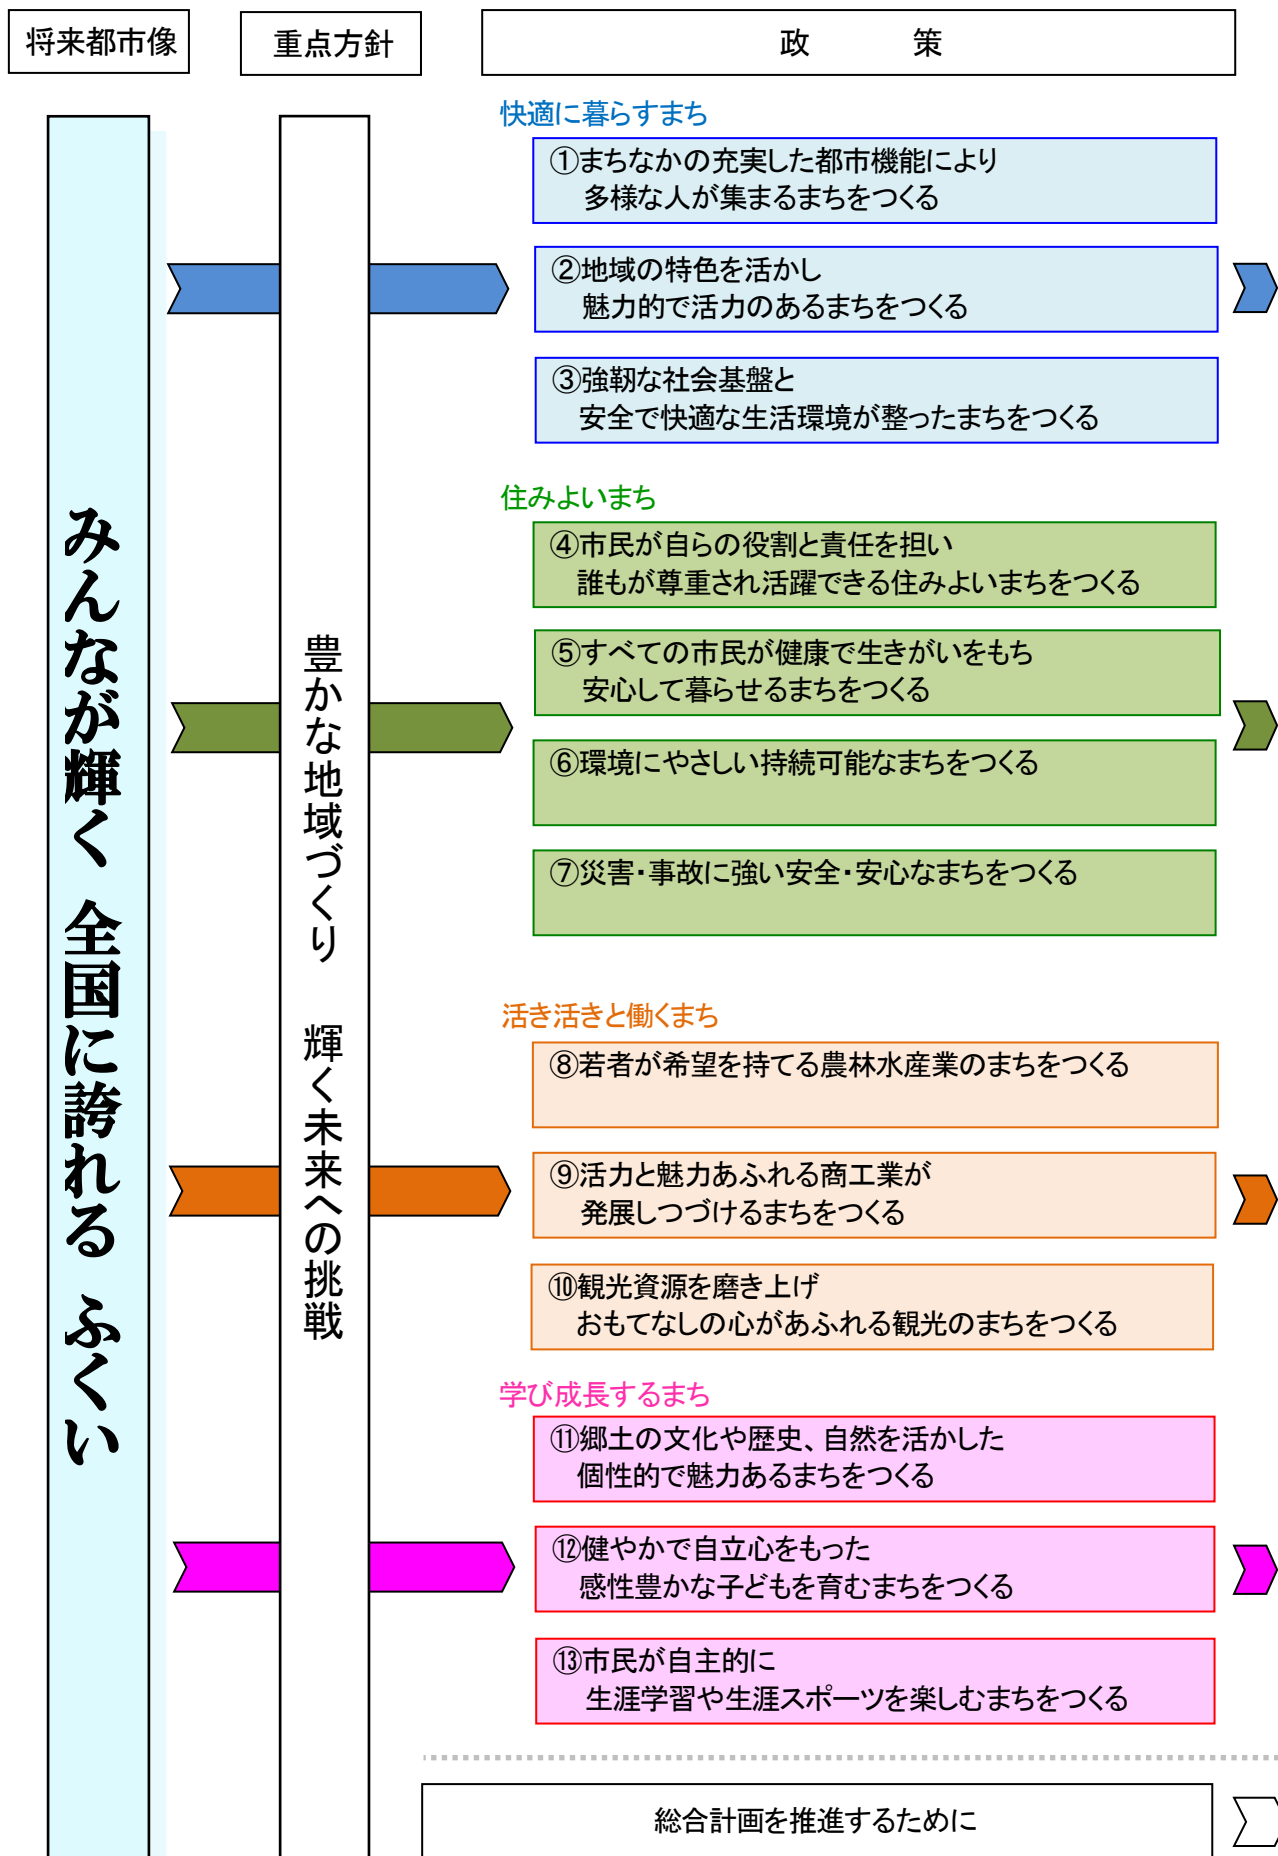 将来都市像
重点方針
政策
みんなが輝く 全国に誇れる ふくい
豊かな地域づくり 輝く未来への挑戦
快適に暮らすまち
①まちなかの充実した都市機能により
多様な人が集まるまちをつくる
②地域の特色を活かし
魅力的で活力のあるまちをつくる
③強靭な社会基盤と
安全で快適な生活環境が整ったまちをつくる
住みよいまち
④市民が自らの役割と責任を担い
誰もが尊重され活躍できる住みよいまちをつくる
⑤すべての市民が健康で生きがいをもち
安心して暮らせるまちをつくる
⑥環境にやさしい持続可能なまちをつくる
⑦災害・事故に強い安全・安心なまちをつくる
活き活きと働くまち
⑧若者が希望を持てる農林水産業のまちをつくる
⑨活力と魅力あふれる商工業が
発展しつづけるまちをつくる
⑩観光資源を磨き上げ
おもてなしの心があふれる観光のまちをつくる
学び成長するまち
⑪郷土の文化や歴史、自然を活かした
個性的で魅力あるまちをつくる
⑫健やかで自立心をもった
感性豊かな子どもを育むまちをつくる
⑬市民が自主的に
生涯学習や生涯スポーツを楽しむまちをつくる
総合計画を推進するために